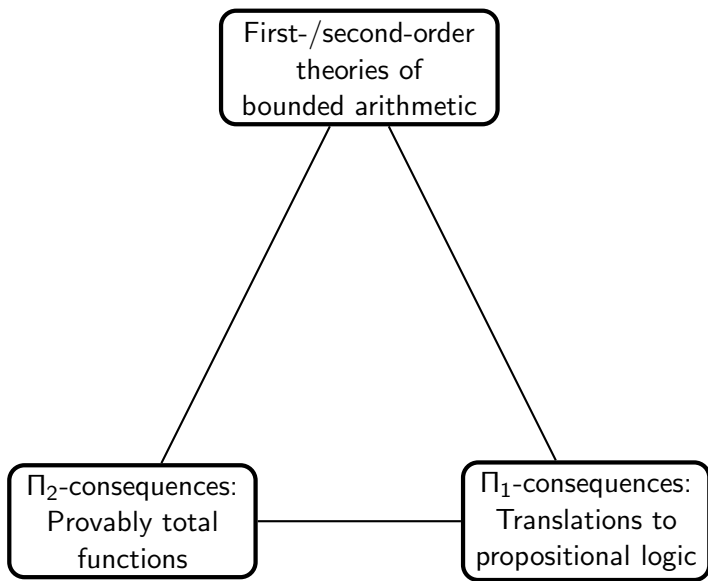 First-/second-order
theories of
bounded arithmetic
Π₂-consequences:
Provably total
functions
Π₁-consequences:
Translations to
propositional logic